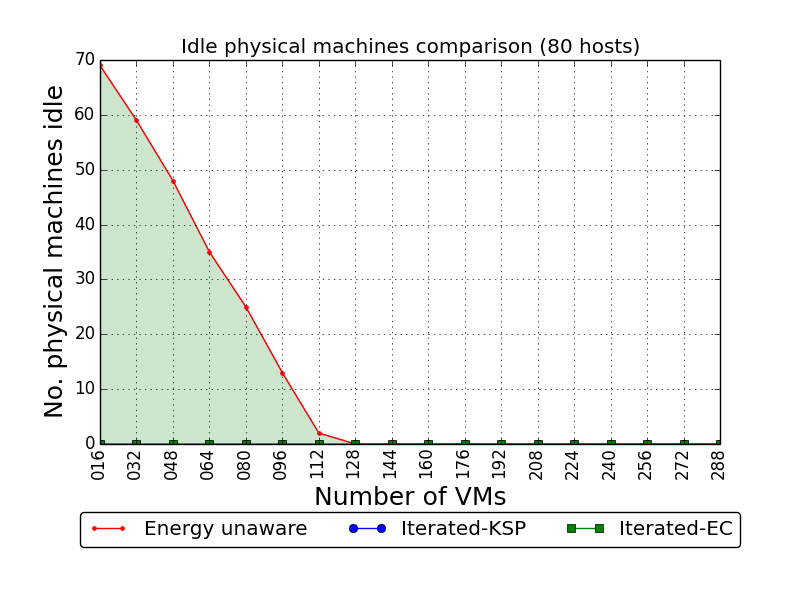 Idle physical machines comparison (80 hosts)
No. physical machines idle
70
60
50
40
30
20
10
0
016 032 048 064 080 096 112 128 144 160 176 192 208 224 240 256 272 288
Number of VMs
Energy unaware Iterated-KSP Iterated-EC